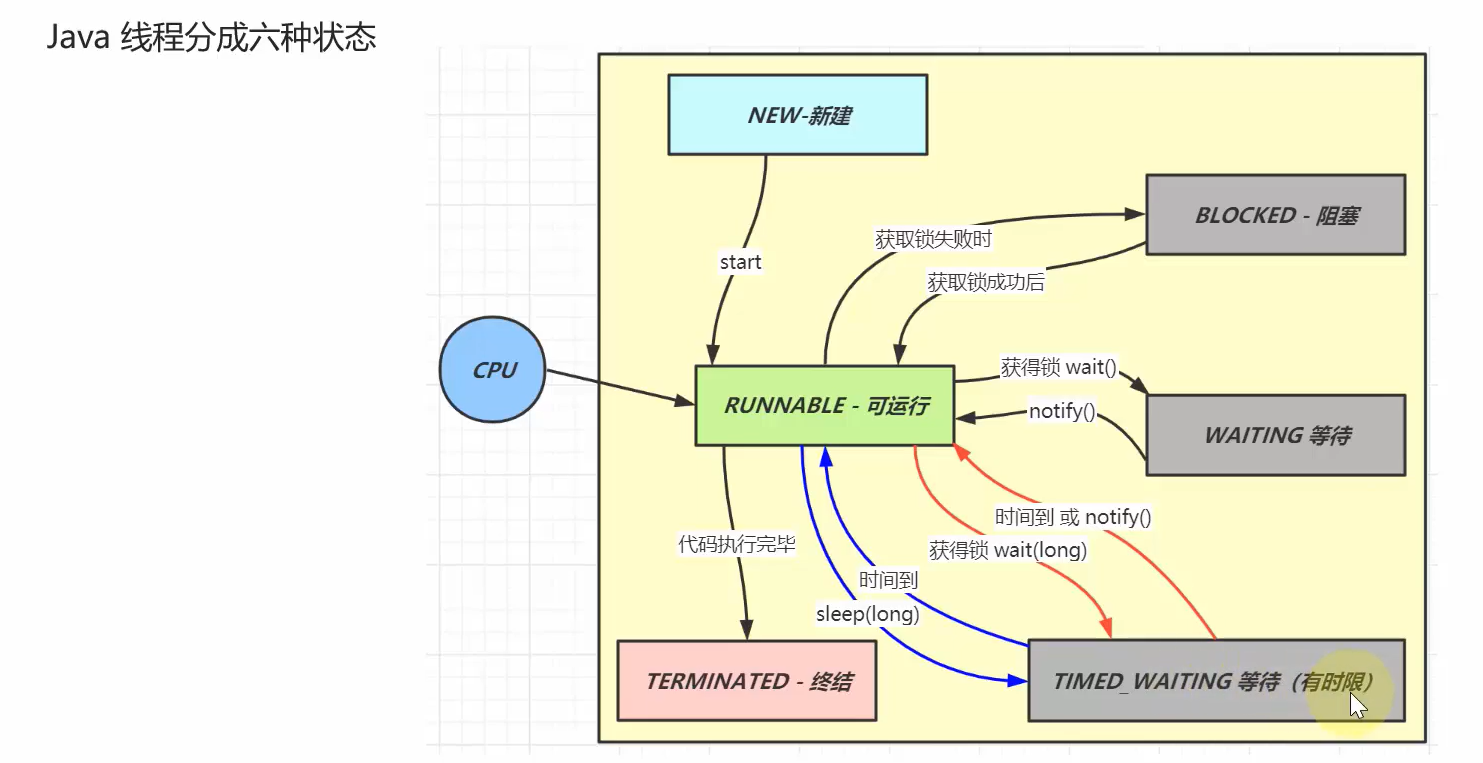 Java 线程分成六种状态
NEW-新建
BLOCKED - 阻塞
获取锁失败时
start
获取锁成功后
CPU
获得锁 wait()
RUNNABLE - 可运行
notify()
WAITING 等待
时间到 或 notify()
代码执行完毕
获得锁 wait(long)
时间到
sleep(long)
TERMINATED - 终结
TIMED_WAITING 等待（有时限）